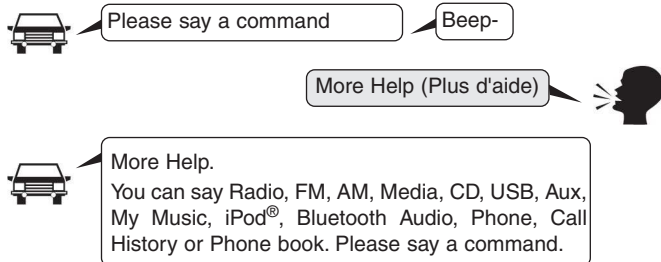 Please say a command
Beep-
More Help (Plus d'aide)
More Help.
You can say Radio, FM, AM, Media, CD, USB, Aux,
My Music, iPod®, Bluetooth Audio, Phone, Call
History or Phone book. Please say a command.